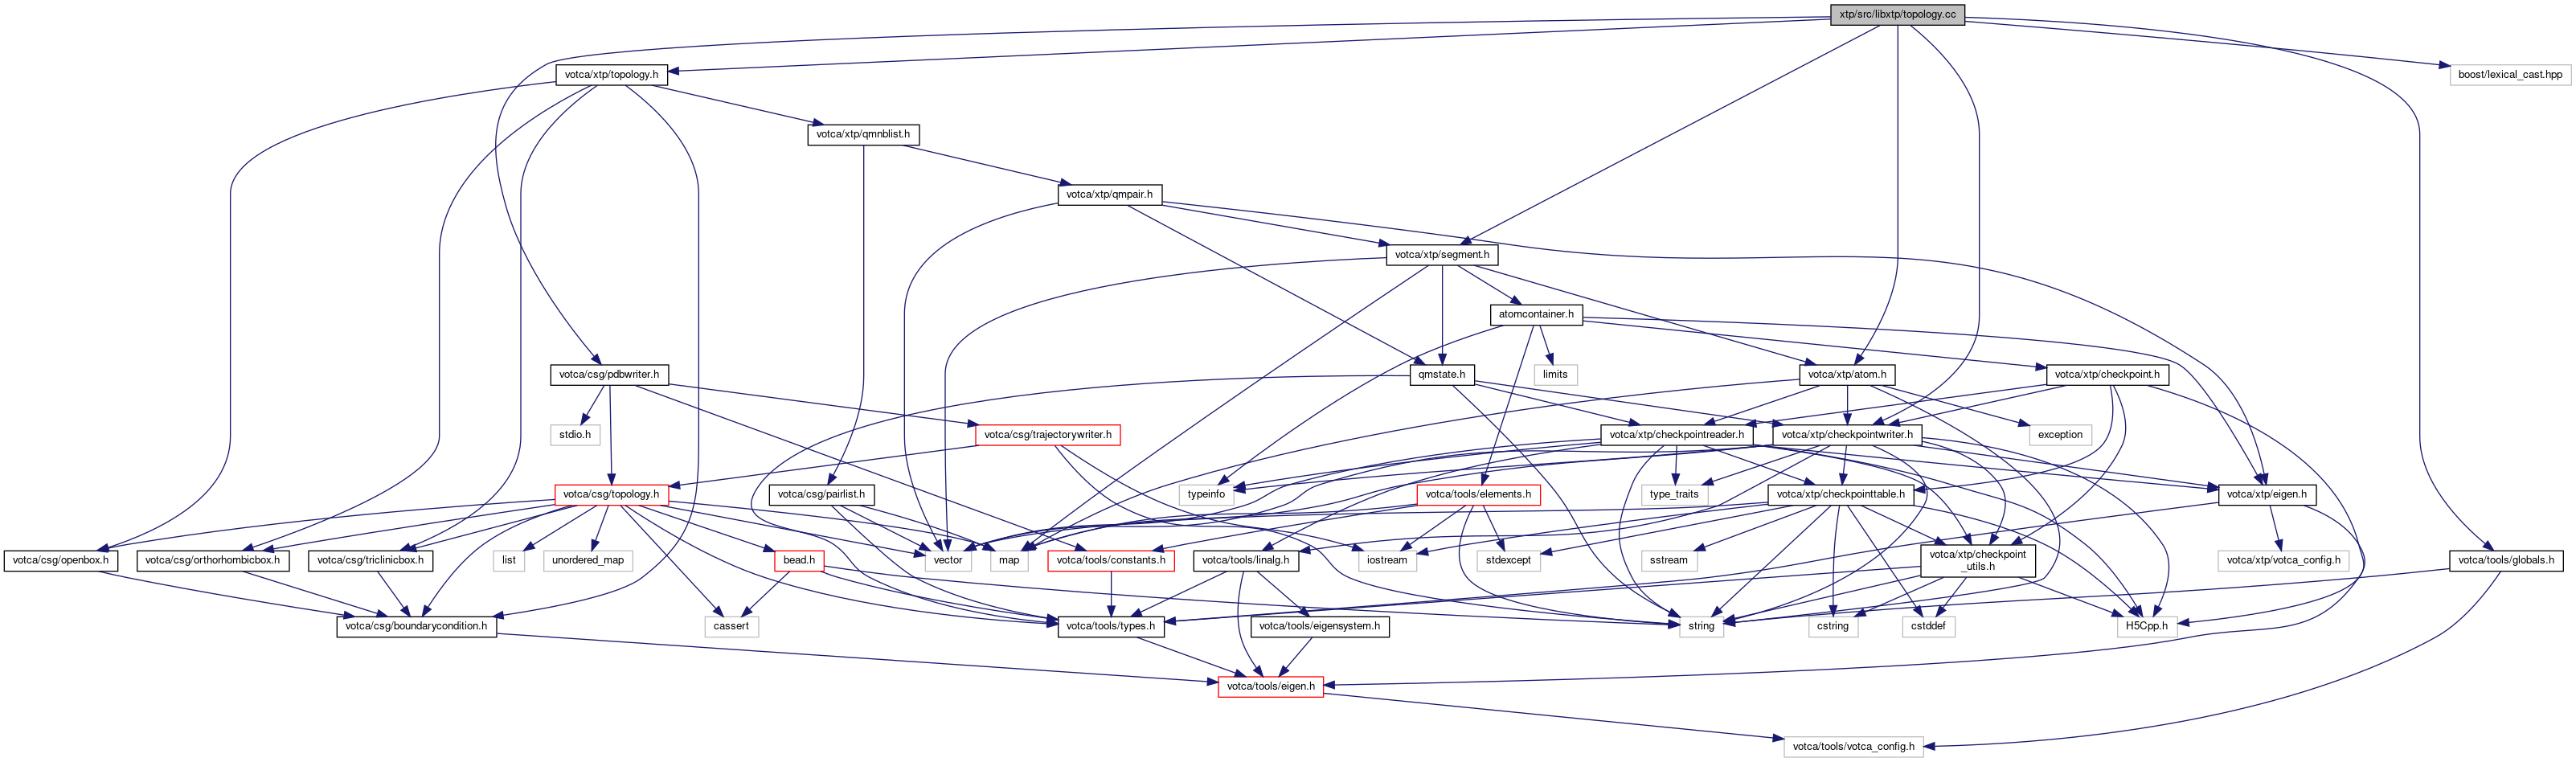 xtp/src/libxtp/topology.cc
votca/xtp/topology.h
boost/lexical_cast.hpp
votca/xtp/qmnblist.h
votca/xtp/qmpair.h
votca/xtp/segment.h
atomcontainer.h
votca/csg/pdbwriter.h
qmstate.h
limits
votca/xtp/atom.h
votca/xtp/checkpoint.h
stdio.h
votca/csg/trajectorywriter.h
votca/xtp/checkpointreader.h
votca/xtp/checkpointwriter.h
exception
votca/csg/topology.h
votca/csg/pairlist.h
typeinfo
votca/tools/elements.h
type_traits
votca/xtp/checkpointtable.h
votca/xtp/eigen.h
votca/csg/openbox.h
votca/csg/orthorhombicbox.h
votca/csg/triclinicbox.h
list
unordered_map
bead.h
vector
map
votca/tools/constants.h
votca/tools/linalg.h
iostream
stdexcept
sstream
votca/xtp/checkpoint
_utils.h
votca/xtp/votca_config.h
votca/tools/globals.h
votca/csg/boundarycondition.h
cassert
votca/tools/types.h
votca/tools/eigensystem.h
string
cstring
cstddef
H5Cpp.h
votca/tools/eigen.h
votca/tools/votca_config.h